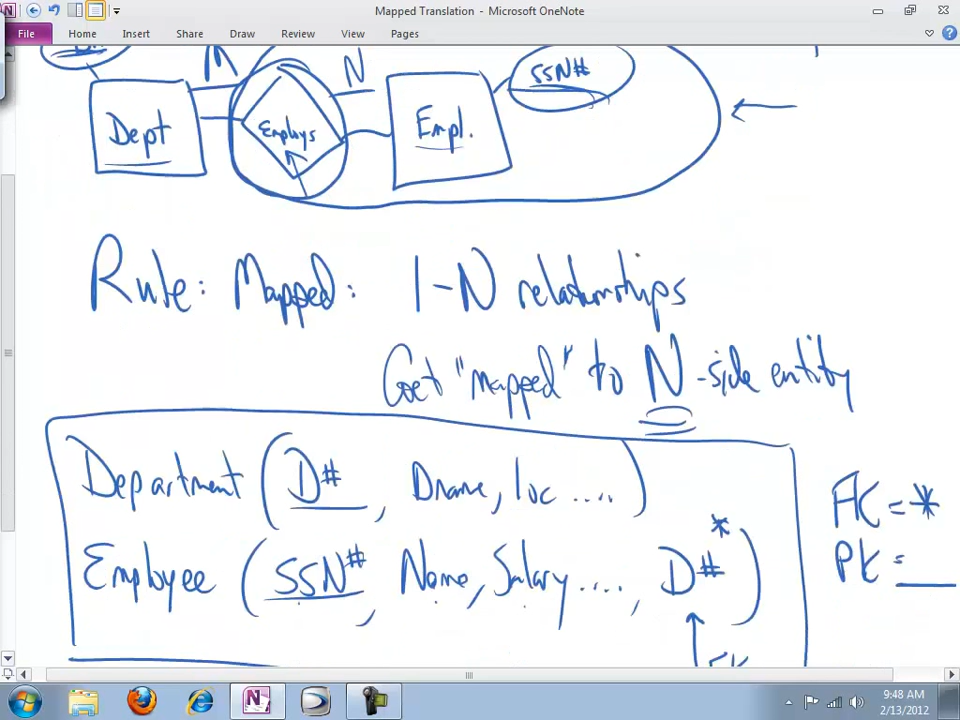 Mapped Translation - Microsoft OneNote
File Home Insert Share Draw Review View Pages
M N SSN#
Dept Employs Empl.
Rule: Mapped: 1-N relationships
Get "mapped" to N-side entity
Department (D#, Dname, loc ....)
Employee (SSN#, Name, Salary ...., D#*)
FK = *
PK = __
FK
9:48 AM
2/13/2012